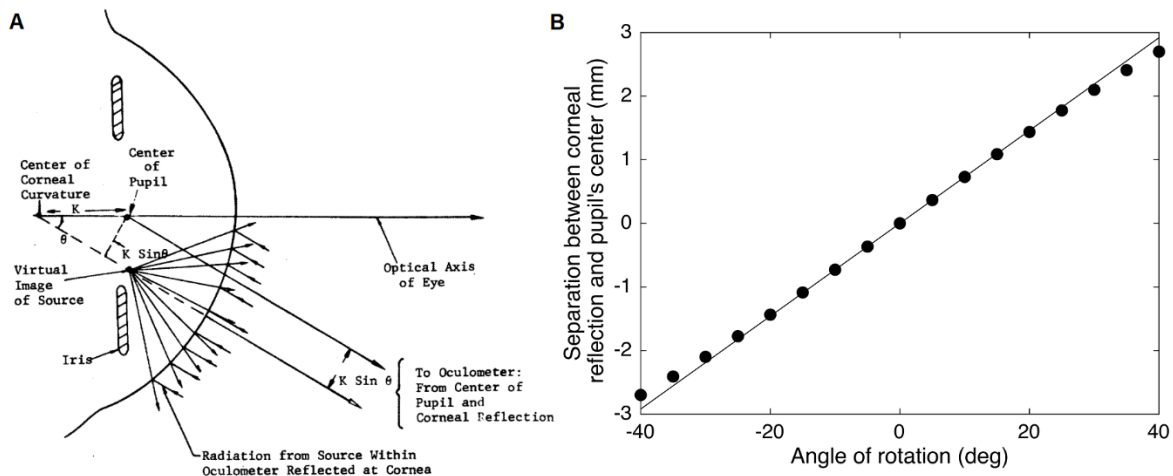 A
Center of
Corneal
Curvature
K
Center
of
Pupil
θ
K Sinθ
Virtual
Image
of Source
Optical Axis
of Eye
Iris
K Sin θ
To Oculometer:
From Center of
Pupil and
Corneal Reflection
Radiation from Source Within
Oculometer Reflected at Cornea
B
Separation between corneal
reflection and pupil's center (mm)
3
2
1
0
-1
-2
-3
-40
-20
0
20
40
Angle of rotation (deg)